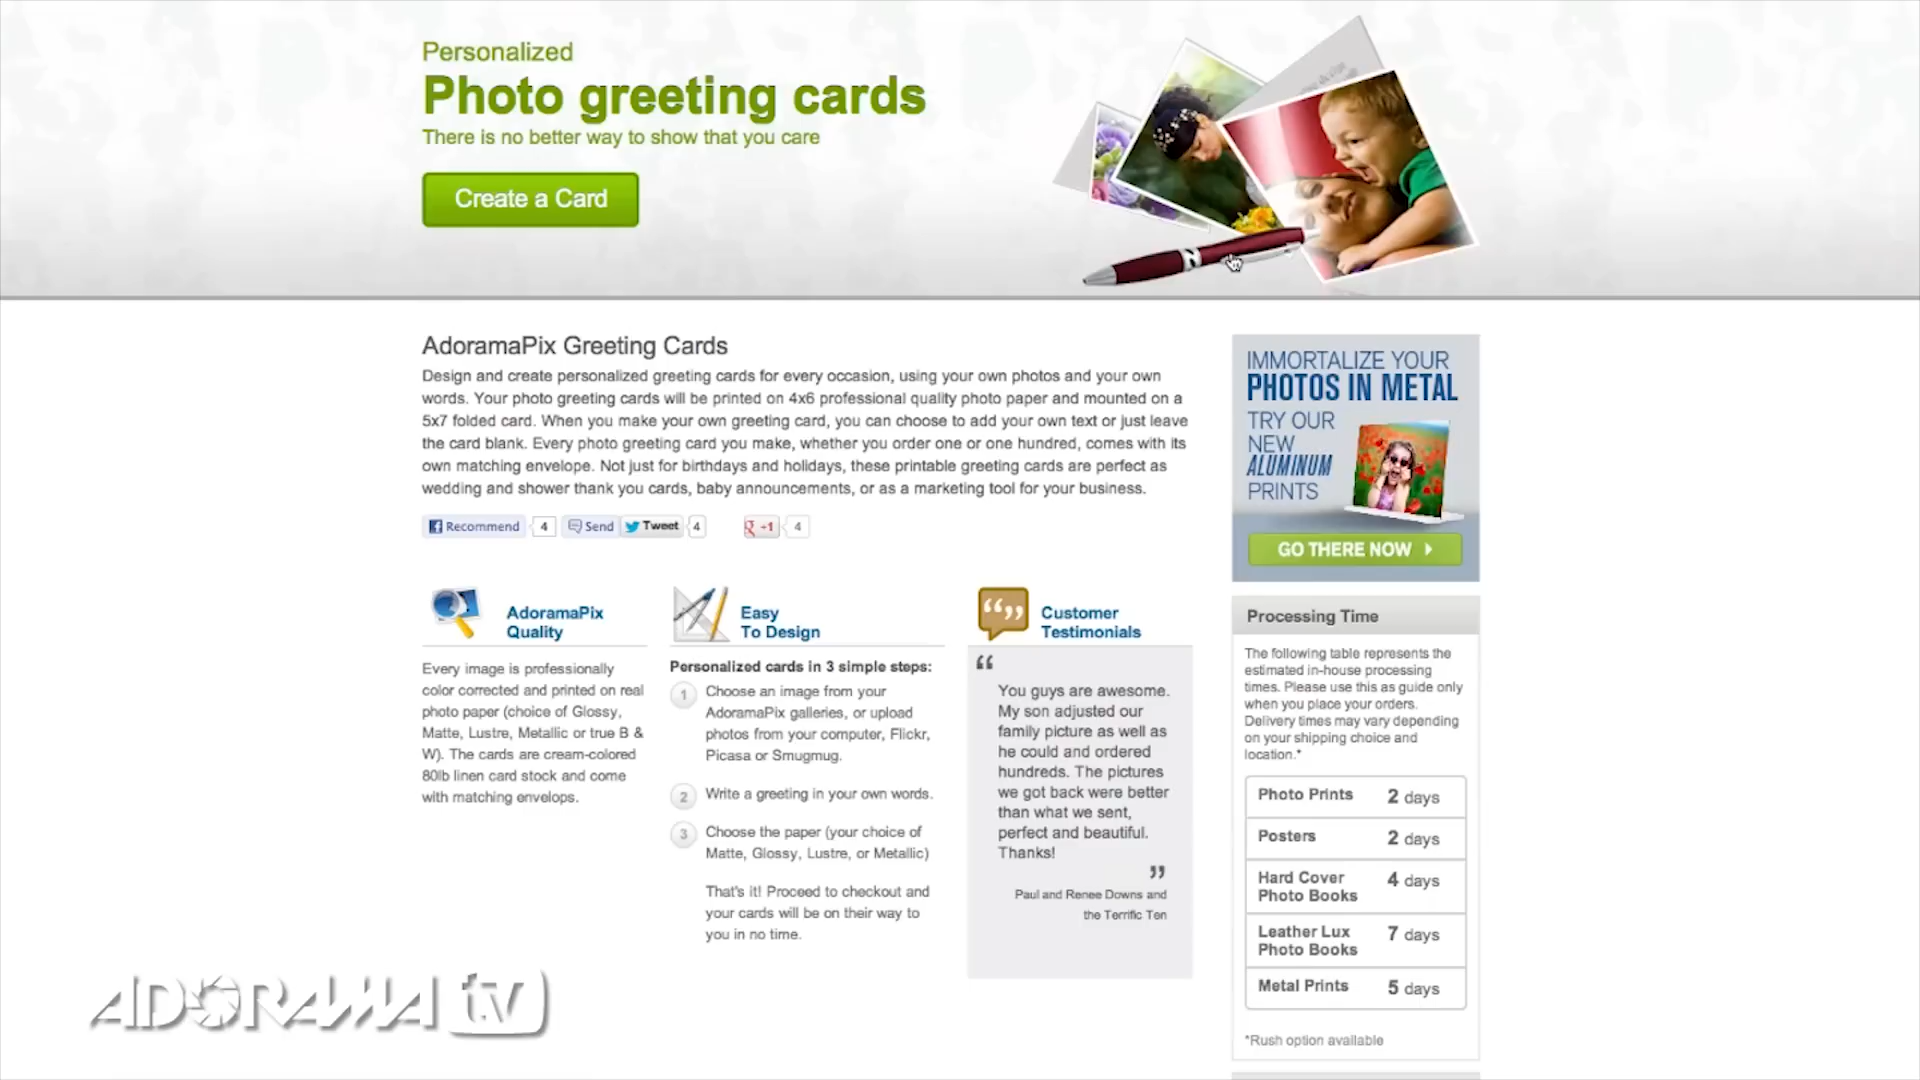 Personalized
Photo greeting cards
There is no better way to show that you care
Create a Card
AdoramaPix Greeting Cards
Design and create personalized greeting cards for every occasion, using your own photos and your own
words. Your photo greeting cards will be printed on 4x6 professional quality photo paper and mounted on a
5x7 folded card. When you make your own greeting card, you can choose to add your own text or just leave
the card blank. Every photo greeting card you make, whether you order one or one hundred, comes with its
own matching envelope. Not just for birthdays and holidays, these printable greeting cards are perfect as
wedding and shower thank you cards, baby announcements, or as a marketing tool for your business.
Recommend 4 Send Tweet 4 g +1 4
AdoramaPix
Quality
Every image is professionally
color corrected and printed on real
photo paper (choice of Glossy,
Matte, Lustre, Metallic or true B &
W). The cards are cream-colored
80lb linen card stock and come
with matching envelops.
Easy
To Design
Personalized cards in 3 simple steps:
1 Choose an image from your
AdoramaPix galleries, or upload
photos from your computer, Flickr,
Picasa or Smugmug.
2 Write a greeting in your own words.
3 Choose the paper (your choice of
Matte, Glossy, Lustre, or Metallic)
That's it! Proceed to checkout and
your cards will be on their way to
you in no time.
Customer
Testimonials
“
You guys are awesome.
My son adjusted our
family picture as well as
he could and ordered
hundreds. The pictures
we got back were better
than what we sent,
perfect and beautiful.
Thanks!
”
Paul and Renee Downs and
the Terrific Ten
IMMORTALIZE YOUR
PHOTOS IN METAL
TRY OUR
NEW
ALUMINUM
PRINTS
GO THERE NOW
Processing Time
The following table represents the
estimated in-house processing
times. Please use this as guide only
when you place your orders.
Delivery times may vary depending
on your shipping choice and
location.*
Photo Prints 2 days
Posters 2 days
Hard Cover
Photo Books 4 days
Leather Lux
Photo Books 7 days
Metal Prints 5 days
*Rush option available
ADORAMA tv